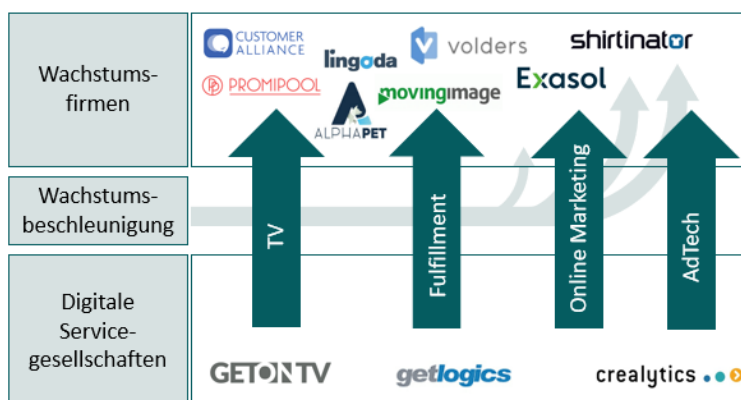 Wachstums-
firmen
CUSTOMER
ALLIANCE
lingoda
volders
shirtinator
PROMIPOOL
ALPHAPET
movingimage
Exasol
Wachstums-
beschleunigung
TV
Fulfillment
Online Marketing
AdTech
Digitale
Service-
gesellschaften
GETONTV
getlogics
crealytics